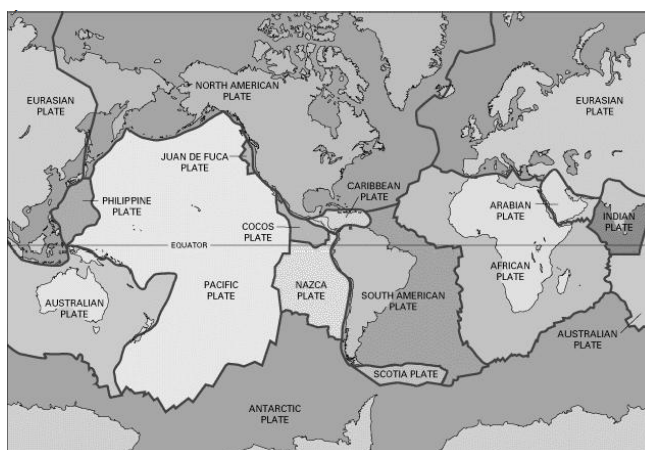 NORTH AMERICAN
PLATE
EURASIAN
PLATE
EURASIAN
PLATE
JUAN DE FUCA
PLATE
CARIBBEAN
PLATE
PHILIPPINE
PLATE
ARABIAN
PLATE
INDIAN
PLATE
COCOS
PLATE
EQUATOR
AFRICAN
PLATE
PACIFIC
PLATE
NAZCA
PLATE
SOUTH AMERICAN
PLATE
AUSTRALIAN
PLATE
AUSTRALIAN
PLATE
SCOTIA PLATE
ANTARCTIC
PLATE